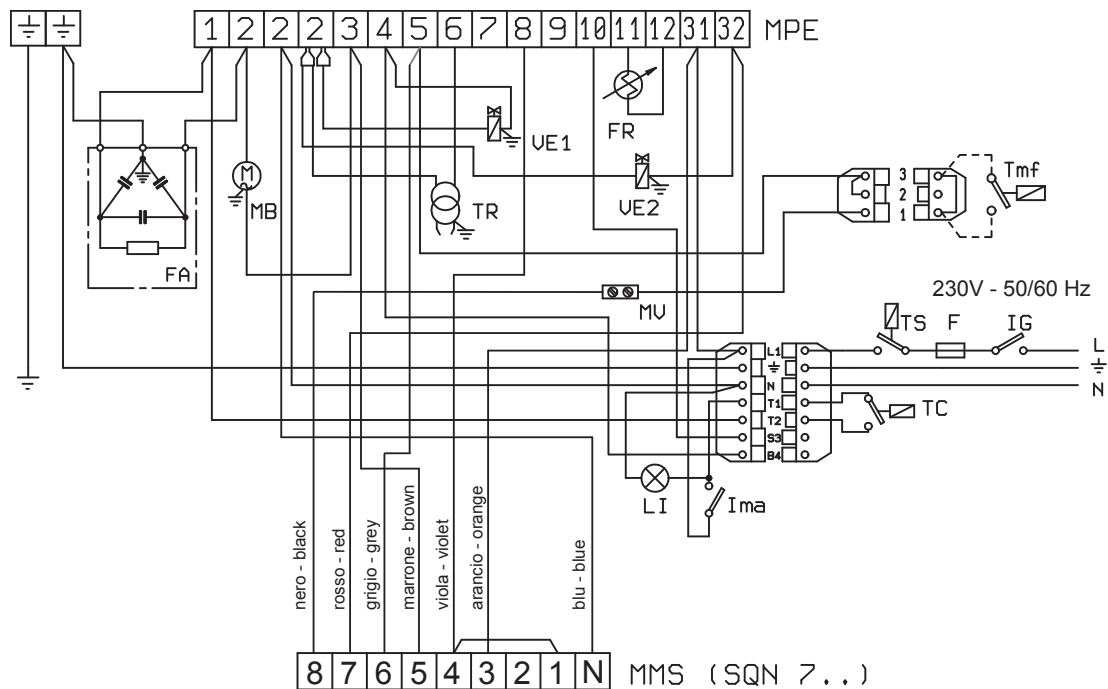 1 2 2 2 3 4 5 6 7 8 9 10 11 12 31 32 MPE
FR
VE1
VE2
MB
TR
FA
3
2
1
Tmf
MV
230V - 50/60 Hz
TS F IG
L
N
L1
N
T1
T2
S3
B4
TC
LI
Ima
nero - black
rosso - red
grigio - grey
marrone - brown
viola - violet
arancio - orange
blu - blue
M
8 7 6 5 4 3 2 1 N MMS (SQN 7..)